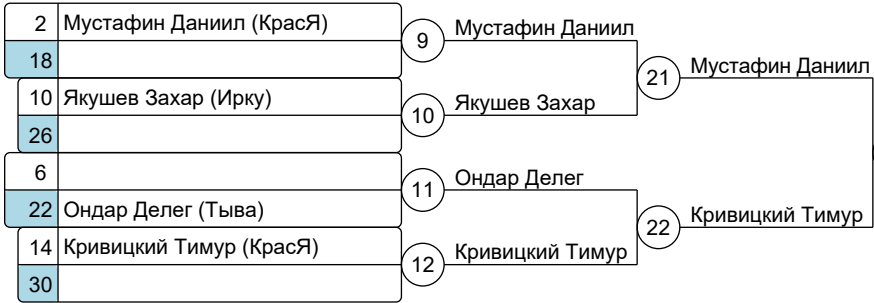 2 Мустафин Даниил (КрасЯ)
18
9 Мустафин Даниил
10 Якушев Захар (Ирку)
26
10 Якушев Захар
21 Мустафин Даниил
6
22 Ондар Делег (Тыва)
11 Ондар Делег
14 Кривицкий Тимур (КрасЯ)
30
12 Кривицкий Тимур
22 Кривицкий Тимур